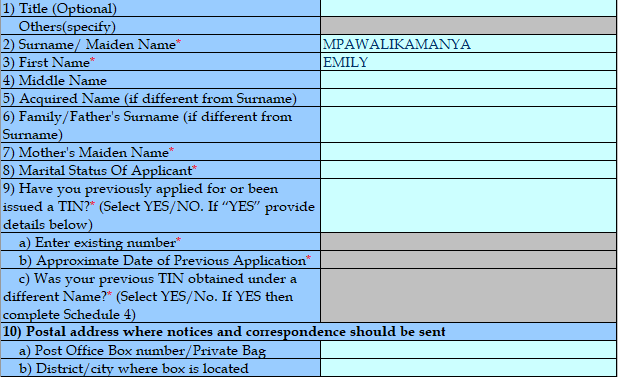 1) Title (Optional)
Others(specify)
2) Surname/ Maiden Name* MPAWALIKAMANYA
3) First Name* EMILY
4) Middle Name
5) Acquired Name (if different from Surname)
6) Family/Father's Surname (if different from
Surname)
7) Mother's Maiden Name*
8) Marital Status Of Applicant*
9) Have you previously applied for or been
issued a TIN?* (Select YES/NO. If “YES” provide
details below)
a) Enter existing number*
b) Approximate Date of Previous Application*
c) Was your previous TIN obtained under a
different Name?* (Select YES/No. If YES then
complete Schedule 4)
10) Postal address where notices and correspondence should be sent
a) Post Office Box number/Private Bag
b) District/city where box is located